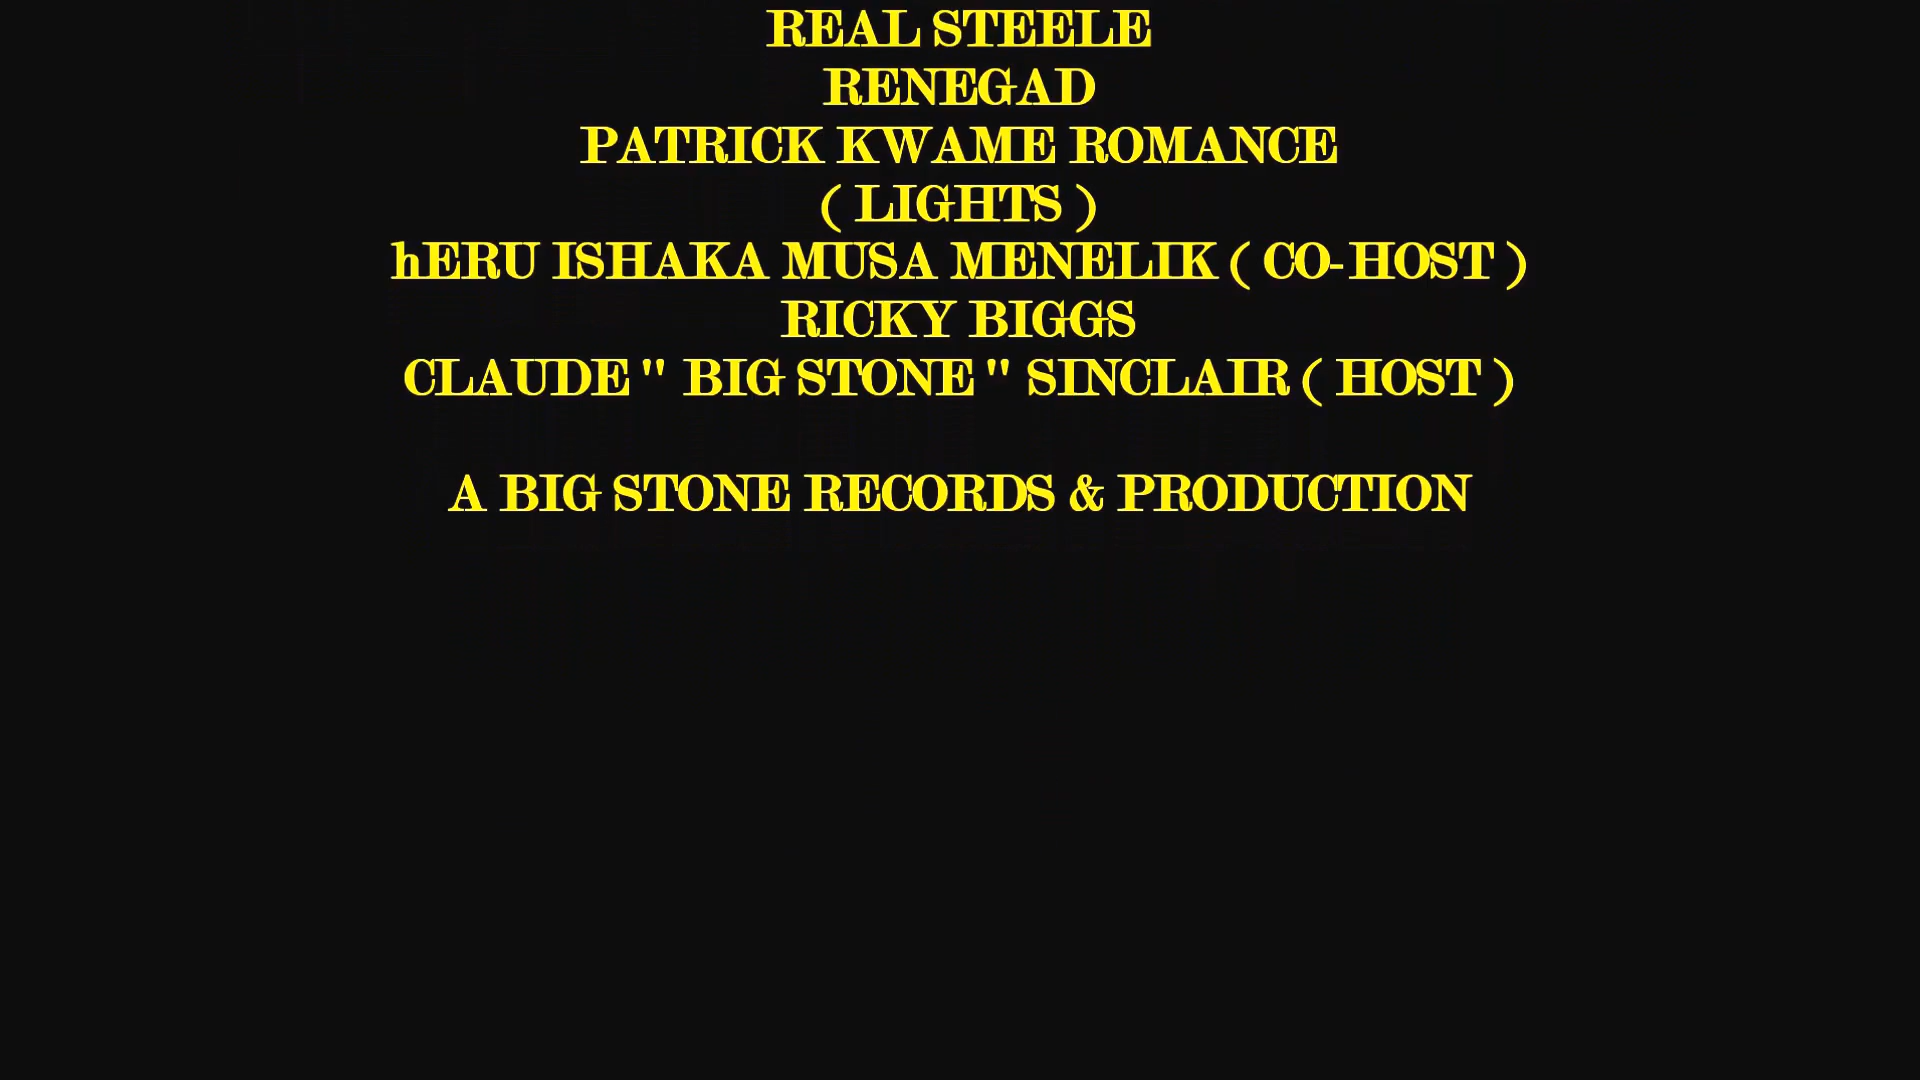 REAL STEELE
RENEGAD
PATRICK KWAME ROMANCE
( LIGHTS )
hERU ISHAKA MUSA MENELIK ( CO-HOST )
RICKY BIGGS
CLAUDE " BIG STONE " SINCLAIR ( HOST )
A BIG STONE RECORDS & PRODUCTION